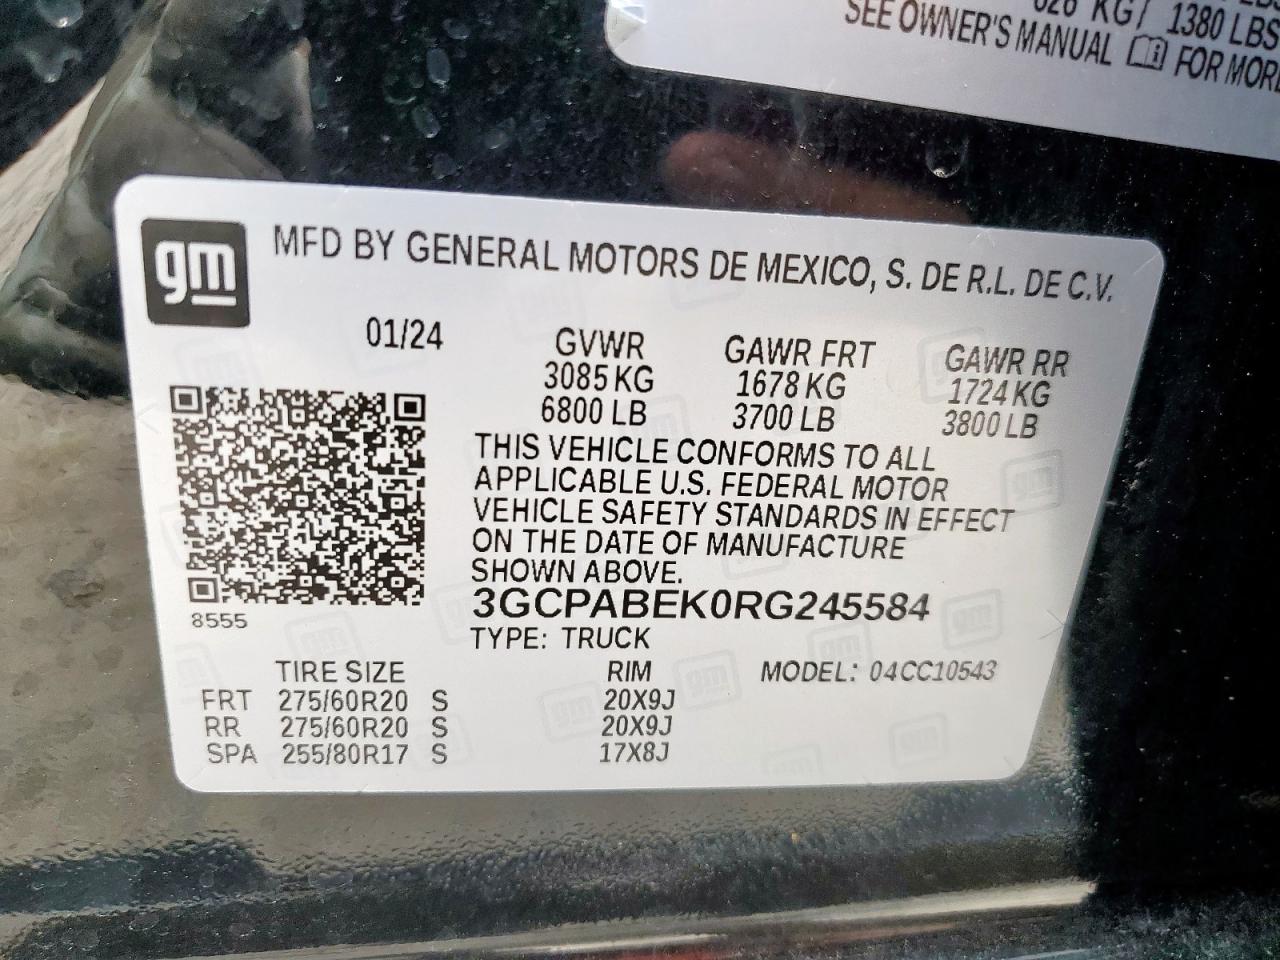 KG/ 1380 LBS
SEE OWNER'S MANUAL FOR MORE
gm
MFD BY GENERAL MOTORS DE MEXICO, S. DE R.L. DE C.V.
01/24 GVWR GAWR FRT GAWR RR
3085 KG 1678 KG 1724 KG
6800 LB 3700 LB 3800 LB
THIS VEHICLE CONFORMS TO ALL
APPLICABLE U.S. FEDERAL MOTOR
VEHICLE SAFETY STANDARDS IN EFFECT
ON THE DATE OF MANUFACTURE
SHOWN ABOVE.
3GCPABEK0RG245584
8555
TYPE: TRUCK
TIRE SIZE RIM MODEL: 04CC10543
FRT 275/60R20 S 20X9J
RR 275/60R20 S 20X9J
SPA 255/80R17 S 17X8J